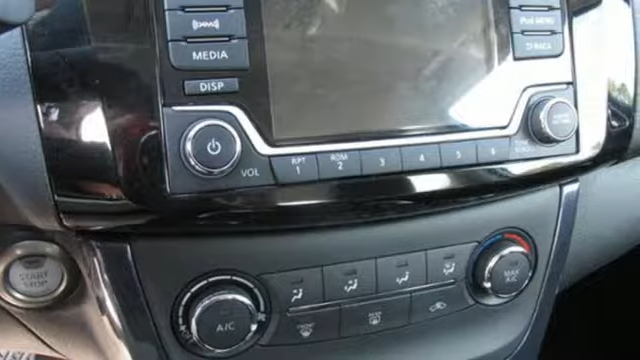 MENU
MEDIA
BACK
DISP
VOL
RPT
1
RDM
2
3
4
5
6
START
STOP
A/C
MAX
A/C